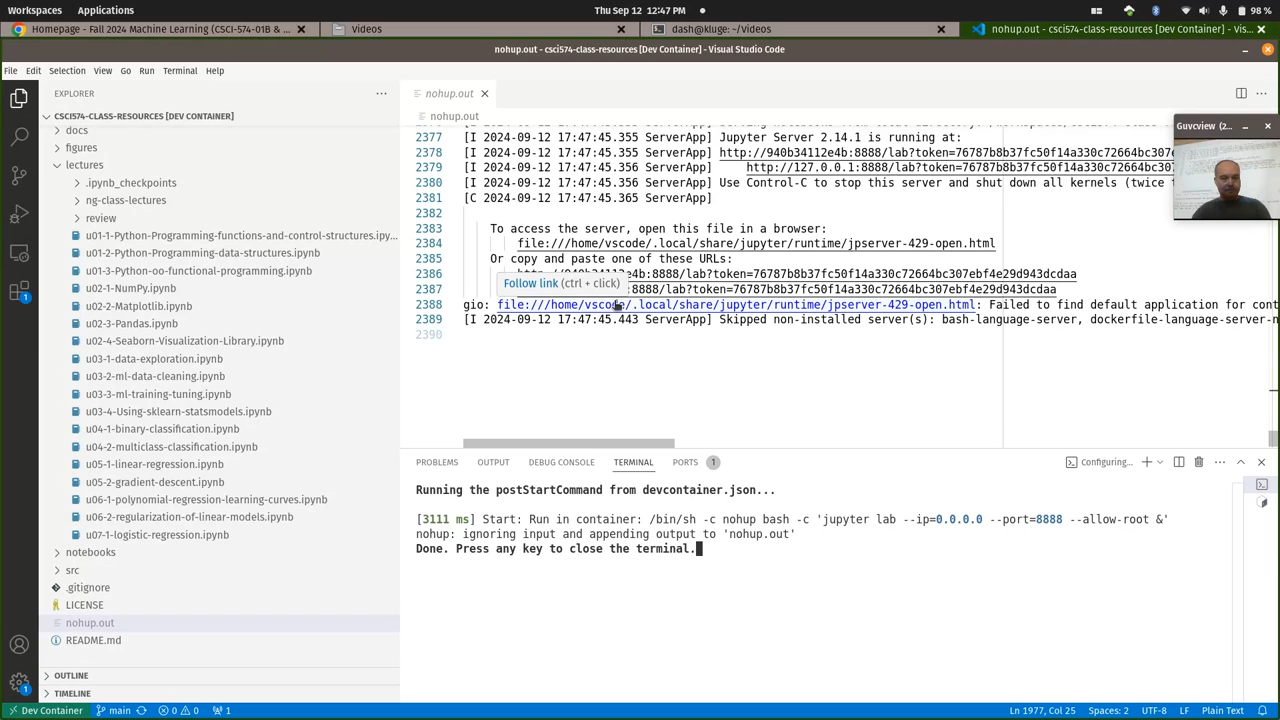 Workspaces Applications Thu Sep 12 12:47 PM 98 %
Homepage - Fall 2024 Machine Learning (CSCI-574-01B & ... Videos dash@kluge: ~/Videos nohup.out - csci574-class-resources [Dev Container] - Vis...
nohup.out - csci574-class-resources [Dev Container] - Visual Studio Code
File Edit Selection View Go Run Terminal Help
EXPLORER
CSCI574-CLASS-RESOURCES [DEV CONTAINER]
docs
figures
lectures
.ipynb_checkpoints
ng-class-lectures
review
u01-1-Python-Programming-functions-and-control-structures.ipy...
u01-2-Python-Programming-data-structures.ipynb
u01-3-Python-oo-functional-programming.ipynb
u02-1-NumPy.ipynb
u02-2-Matplotlib.ipynb
u02-3-Pandas.ipynb
u02-4-Seaborn-Visualization-Library.ipynb
u03-1-data-exploration.ipynb
u03-2-ml-data-cleaning.ipynb
u03-3-ml-training-tuning.ipynb
u03-4-Using-sklearn-statsmodels.ipynb
u04-1-binary-classification.ipynb
u04-2-multiclass-classification.ipynb
u05-1-linear-regression.ipynb
u05-2-gradient-descent.ipynb
u06-1-polynomial-regression-learning-curves.ipynb
u06-2-regularization-of-linear-models.ipynb
u07-1-logistic-regression.ipynb
notebooks
src
.gitignore
LICENSE
nohup.out
README.md
OUTLINE
TIMELINE
nohup.out
nohup.out
2377 [I 2024-09-12 17:47:45.355 ServerApp] Jupyter Server 2.14.1 is running at:
2378 [I 2024-09-12 17:47:45.355 ServerApp] http://940b34112e4b:8888/lab?token=76787b8b37fc50f14a330c72664bc307e
2379 [I 2024-09-12 17:47:45.356 ServerApp] http://127.0.0.1:8888/lab?token=76787b8b37fc50f14a330c72664bc
2380 [I 2024-09-12 17:47:45.356 ServerApp] Use Control-C to stop this server and shut down all kernels (twice t
2381 [C 2024-09-12 17:47:45.365 ServerApp]
2382
2383 To access the server, open this file in a browser:
2384 file:///home/vscode/.local/share/jupyter/runtime/jpserver-429-open.html
2385 Or copy and paste one of these URLs:
2386 http://940b34112e4b:8888/lab?token=76787b8b37fc50f14a330c72664bc307ebf4e29d943dcdaa
2387 :8888/lab?token=76787b8b37fc50f14a330c72664bc307ebf4e29d943dcdaa
2388 gio: file:///home/vscode/.local/share/jupyter/runtime/jpserver-429-open.html: Failed to find default application for cont
2389 [I 2024-09-12 17:47:45.443 ServerApp] Skipped non-installed server(s): bash-language-server, dockerfile-language-server-n
2390
Follow link (ctrl + click)
Guvcview (2...
PROBLEMS OUTPUT DEBUG CONSOLE TERMINAL PORTS 1 Configuring...
Running the postStartCommand from devcontainer.json...
[3111 ms] Start: Run in container: /bin/sh -c nohup bash -c 'jupyter lab --ip=0.0.0.0 --port=8888 --allow-root &'
nohup: ignoring input and appending output to 'nohup.out'
Done. Press any key to close the terminal.
1
Dev Container main 0 0 1 Ln 1977, Col 25 Spaces: 2 UTF-8 LF Plain Text